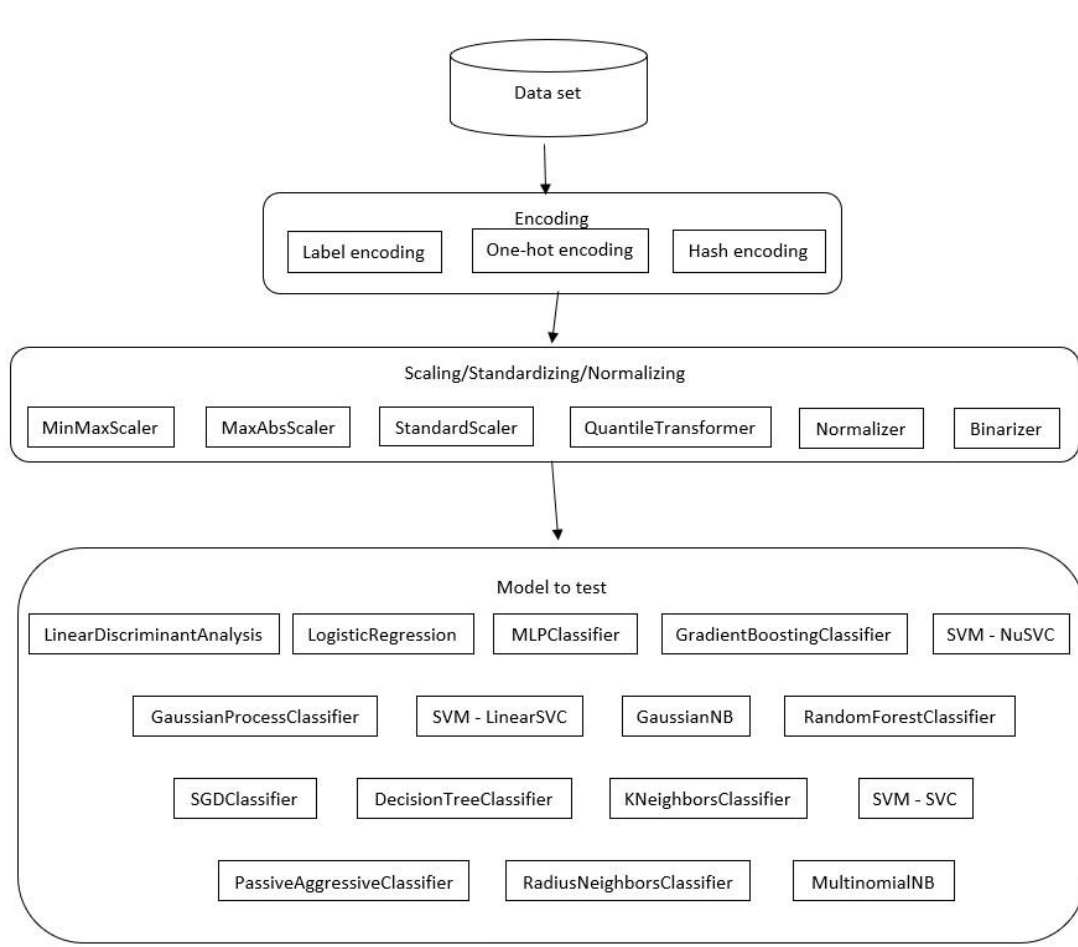 Data set
Encoding
Label encoding
One-hot encoding
Hash encoding
Scaling/Standardizing/Normalizing
MinMaxScaler
MaxAbsScaler
StandardScaler
QuantileTransformer
Normalizer
Binarizer
Model to test
LinearDiscriminantAnalysis
LogisticRegression
MLPClassifier
GradientBoostingClassifier
SVM - NuSVC
GaussianProcessClassifier
SVM - LinearSVC
GaussianNB
RandomForestClassifier
SGDClassifier
DecisionTreeClassifier
KNeighborsClassifier
SVM - SVC
PassiveAggressiveClassifier
RadiusNeighborsClassifier
MultinomialNB